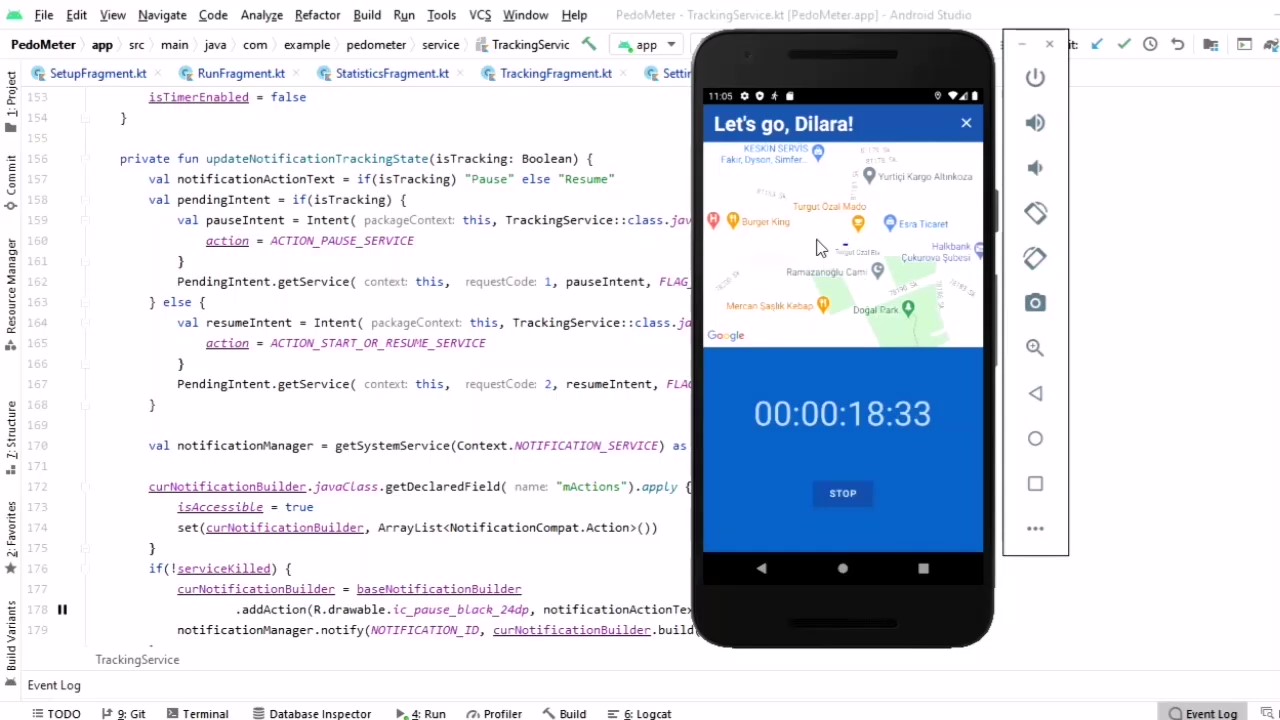 File Edit View Navigate Code Analyze Refactor Build Run Tools VCS Window Help PedoMeter - TrackingService.kt [PedoMeter.app] - Android Studio
PedoMeter app src main java com example pedometer service TrackingServic app it:
SetupFragment.kt RunFragment.kt StatisticsFragment.kt TrackingFragment.kt Settin
153 isTimerEnabled = false
154 }
155
156 private fun updateNotificationTrackingState(isTracking: Boolean) {
157 val notificationActionText = if(isTracking) "Pause" else "Resume"
158 val pendingIntent = if(isTracking) {
159 val pauseIntent = Intent( packageContext: this, TrackingService::class.java
160 action = ACTION_PAUSE_SERVICE
161 }
162 PendingIntent.getService( context: this, requestCode: 1, pauseIntent, FLAG_
163 } else {
164 val resumeIntent = Intent( packageContext: this, TrackingService::class.ja
165 action = ACTION_START_OR_RESUME_SERVICE
166 }
167 PendingIntent.getService( context: this, requestCode: 2, resumeIntent, FLA
168 }
169
170 val notificationManager = getSystemService(Context.NOTIFICATION_SERVICE) as
171
172 curNotificationBuilder.javaClass.getDeclaredField( name: "mActions").apply {
173 isAccessible = true
174 set(curNotificationBuilder, ArrayList<NotificationCompat.Action>())
175 }
176 if(!serviceKilled) {
177 curNotificationBuilder = baseNotificationBuilder
178 .addAction(R.drawable.ic_pause_black_24dp, notificationActionTex
179 notificationManager.notify(NOTIFICATION_ID, curNotificationBuilder.build
TrackingService
Event Log
TODO 9: Git Terminal Database Inspector 4: Run Profiler Build 6: Logcat Event Log
1: Project
Commit
Resource Manager
7: Structure
2: Favorites
Build Variants
11:05
Let's go, Dilara!
KESKİN SERVİS
Fakir, Dyson, Simfer...
Yurtiçi Kargo Altınkoza
Turgut Özal Mado
Burger King
Esra Ticaret
Halkbank
Çukurova Şubesi
Ramazanoğlu Cami
Mercan Şaşlık Kebap
Doğal Park
Google
00:00:18:33
STOP